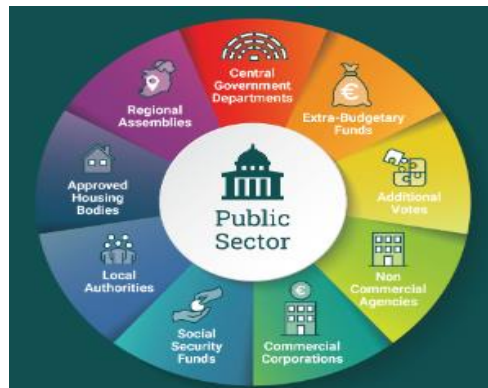 Central
Government
Departments
Extra-Budgetary
Funds
Additional
Votes
Non
Commercial
Agencies
Commercial
Corporations
Social
Security
Funds
Local
Authorities
Approved
Housing
Bodies
Regional
Assemblies
Public
Sector